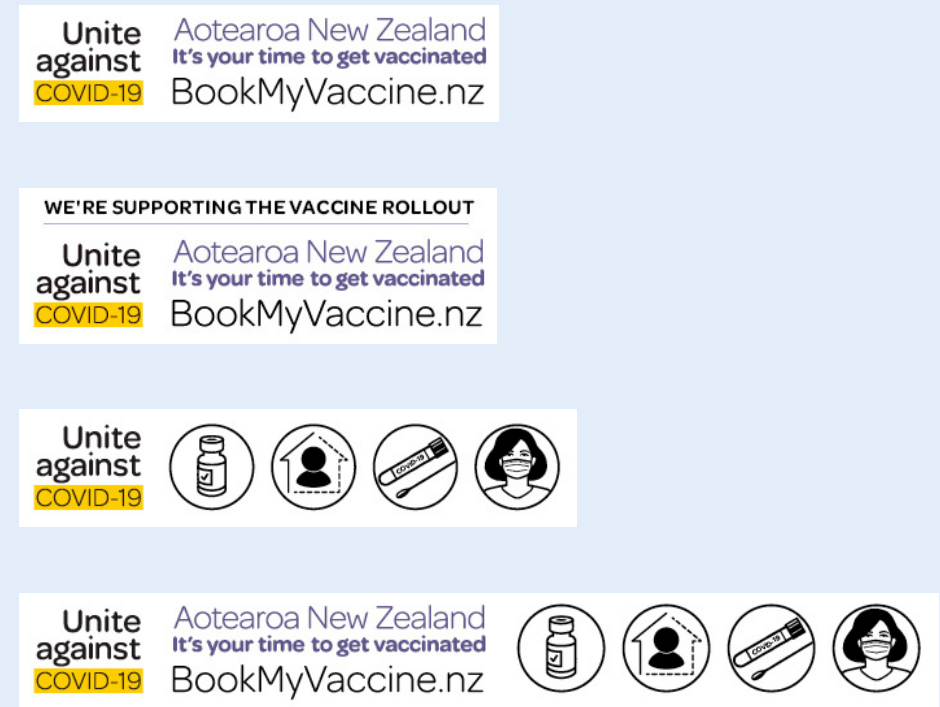 Unite
against
COVID-19
Aotearoa New Zealand
It's your time to get vaccinated
BookMyVaccine.nz
WE'RE SUPPORTING THE VACCINE ROLLOUT
Unite
against
COVID-19
Aotearoa New Zealand
It's your time to get vaccinated
BookMyVaccine.nz
Unite
against
COVID-19
COVID-19
Unite
against
COVID-19
Aotearoa New Zealand
It's your time to get vaccinated
BookMyVaccine.nz
COVID-19